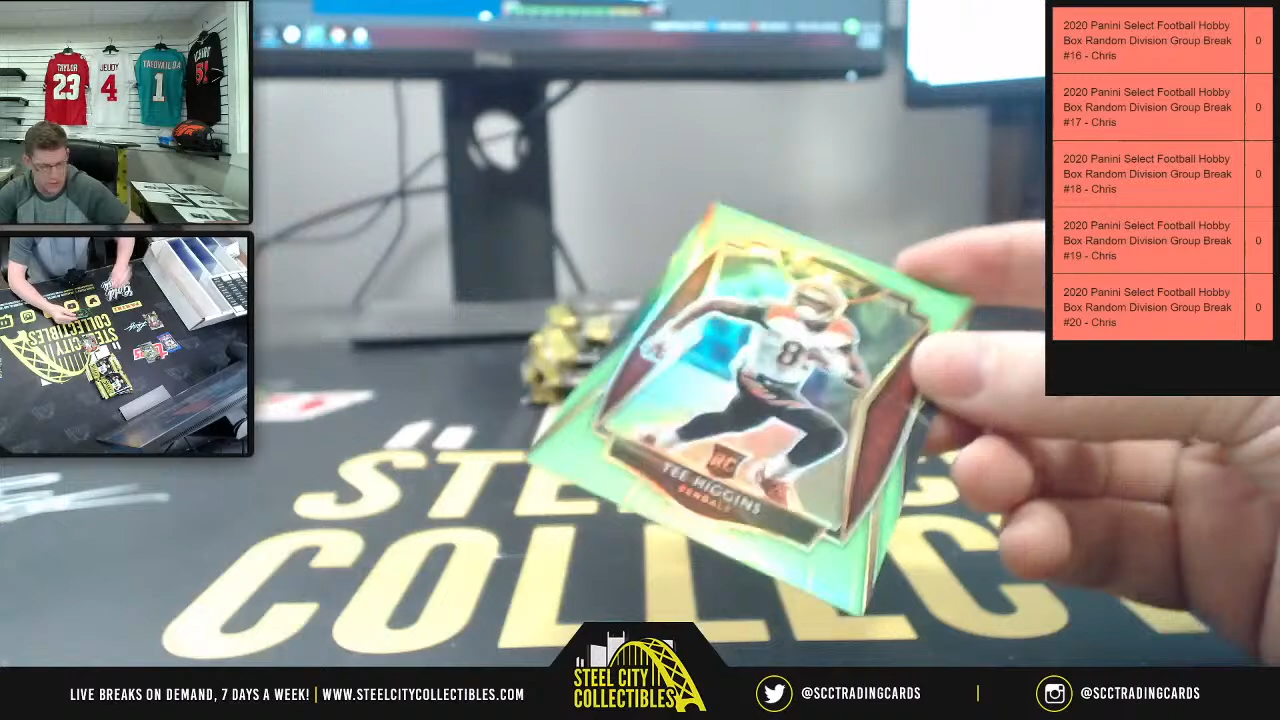 TAYLOR
23
JEUDY
4
TAGOVAILOA
1
51
COLLECTIBLES
2020 Panini Select Football Hobby
Box Random Division Group Break
#16 - Chris
0
2020 Panini Select Football Hobby
Box Random Division Group Break
#17 - Chris
0
2020 Panini Select Football Hobby
Box Random Division Group Break
#18 - Chris
0
2020 Panini Select Football Hobby
Box Random Division Group Break
#19 - Chris
0
2020 Panini Select Football Hobby
Box Random Division Group Break
#20 - Chris
0
8
RC
TEE HIGGINS
BENGALS
STEEL
COLLECT
LIVE BREAKS ON DEMAND, 7 DAYS A WEEK! | WWW.STEELCITYCOLLECTIBLES.COM
STEEL CITY
COLLECTIBLES
@SCCTRADINGCARDS
@SCCTRADINGCARDS